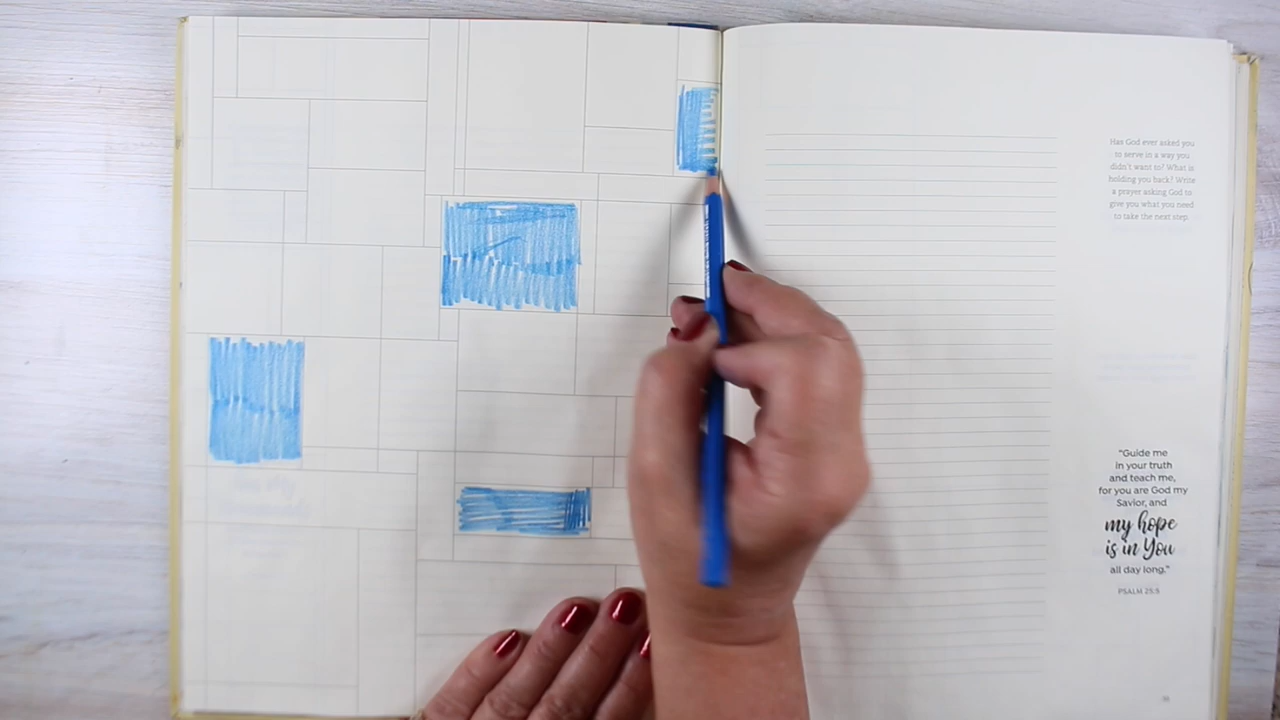 Has God ever asked you
to serve in a way you
didn't want to? What is
holding you back? Write
a prayer asking God to
give you what you need
to take the next step.
"Guide me
in your truth
and teach me,
for you are God my
Savior, and
my hope
is in You
all day long."
PSALM 25:5